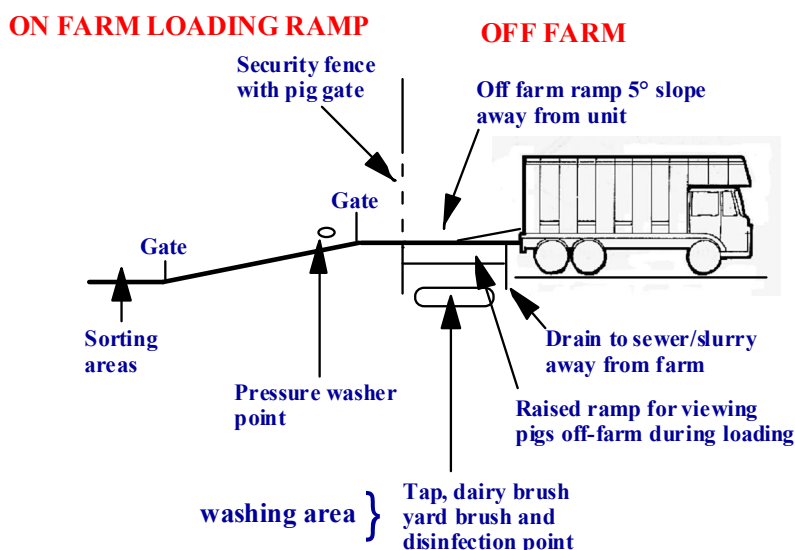 ON FARM LOADING RAMP
OFF FARM
Security fence
with pig gate
Off farm ramp 5° slope
away from unit
Gate
Gate
Sorting
areas
Pressure washer
point
Drain to sewer/slurry
away from farm
Raised ramp for viewing
pigs off-farm during loading
washing area }
Tap, dairy brush
yard brush and
disinfection point